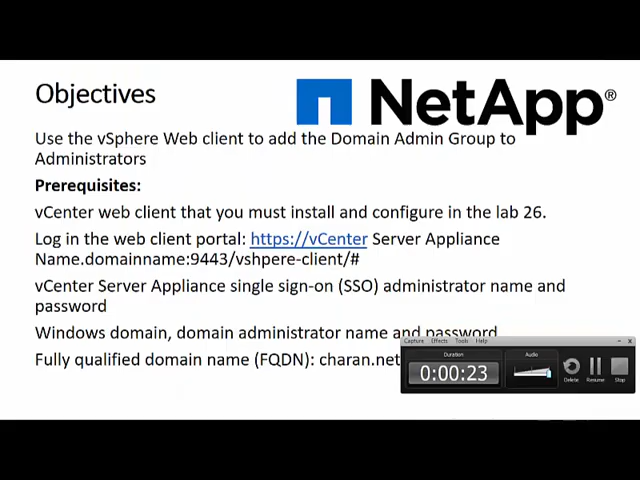 Objectives
NetApp®
Use the vSphere Web client to add the Domain Admin Group to
Administrators
Prerequisites:
vCenter web client that you must install and configure in the lab 26.
Log in the web client portal: https://vCenter Server Appliance
Name.domainname:9443/vshpere-client/#
vCenter Server Appliance single sign-on (SSO) administrator name and
password
Windows domain, domain administrator name and password
Fully qualified domain name (FQDN): charan.net
Capture Effects Tools Help
Duration
Audio
0:00:23
Delete Resume Stop